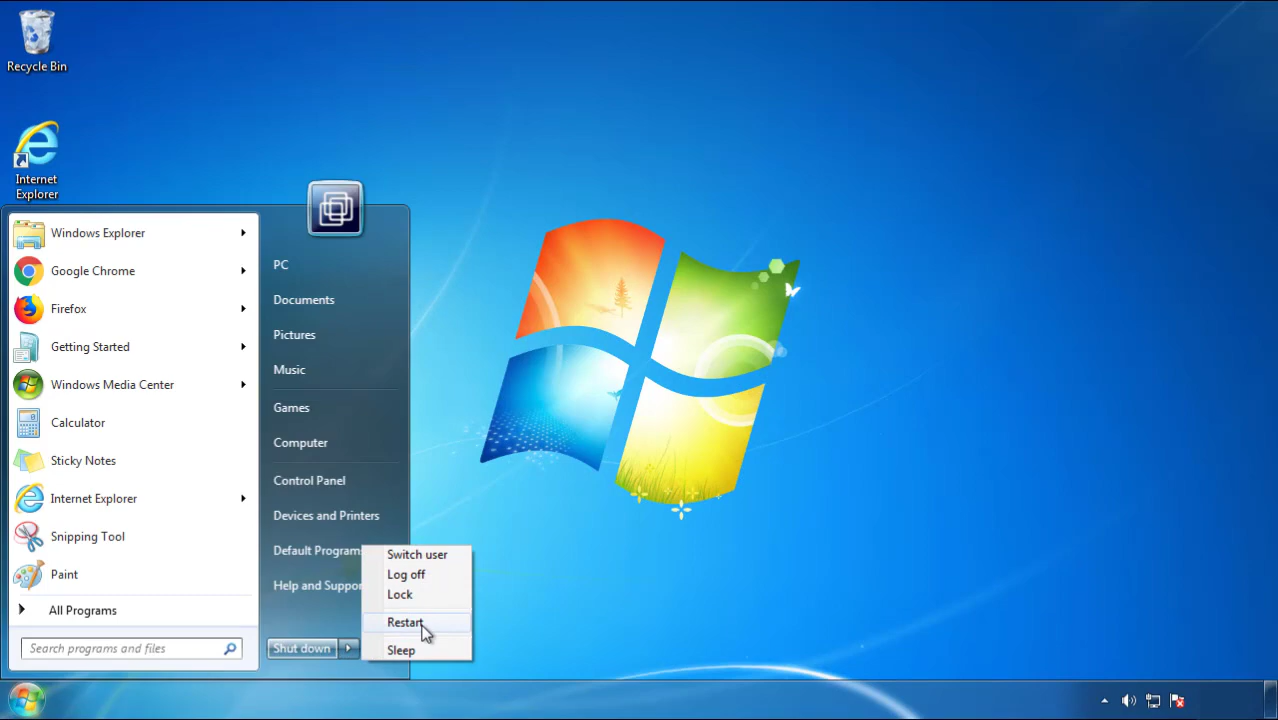 Recycle Bin
Internet
Explorer
Windows Explorer
Google Chrome
Firefox
Getting Started
Windows Media Center
Calculator
Sticky Notes
Internet Explorer
Snipping Tool
Paint
All Programs
Search programs and files
PC
Documents
Pictures
Music
Games
Computer
Control Panel
Devices and Printers
Default Program
Help and Suppor
Shut down
Switch user
Log off
Lock
Restart
Sleep